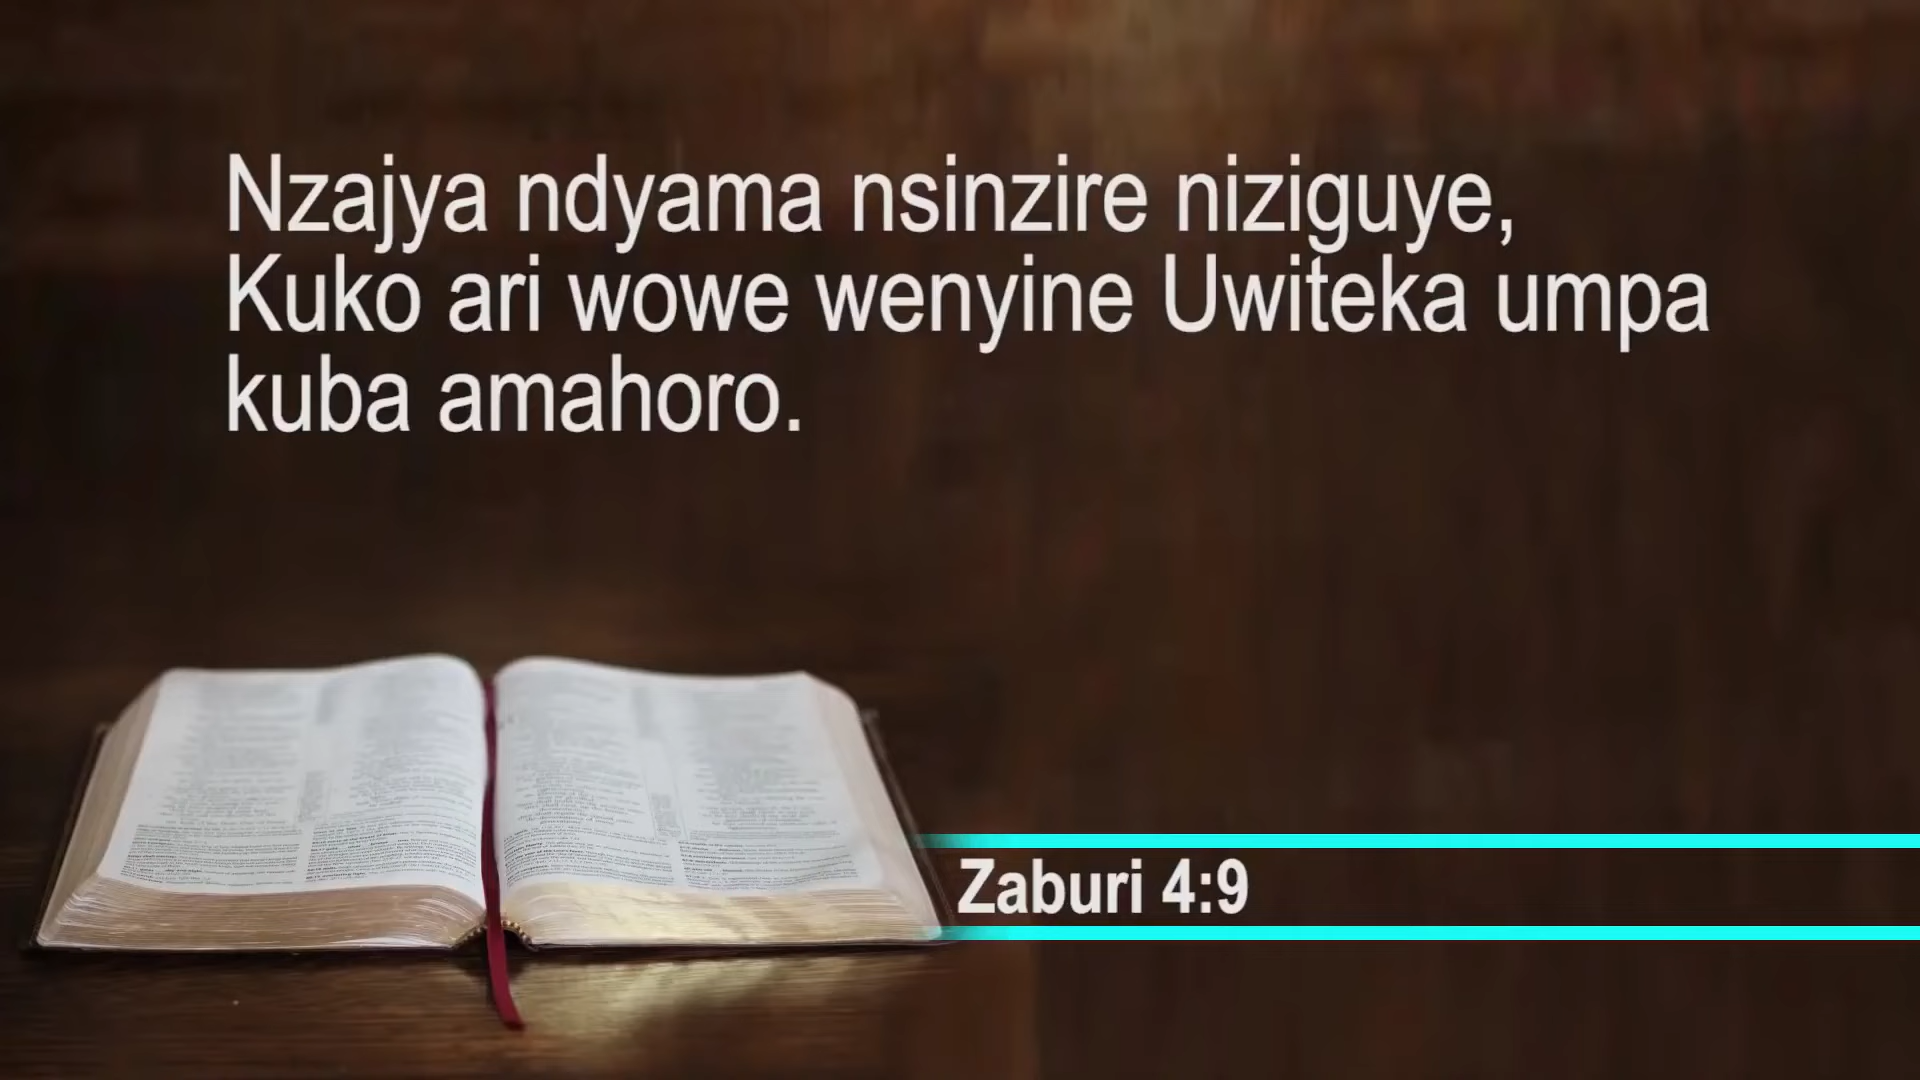 Nzajya ndyama nsinzire niziguye,
Kuko ari wowe wenyine Uwiteka umpa
kuba amahoro.
Zaburi 4:9